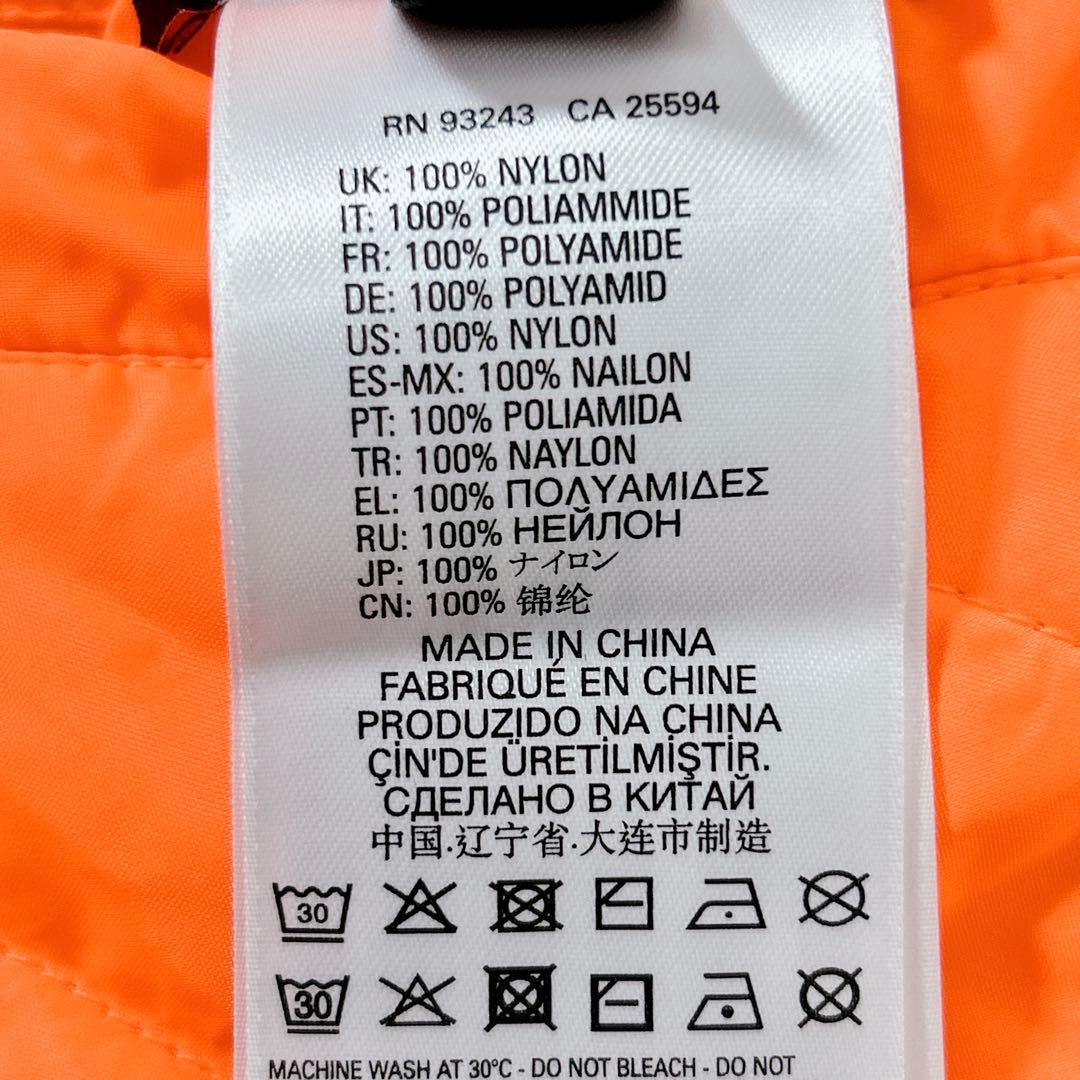 RN 93243 CA 25594
UK: 100% NYLON
IT: 100% POLIAMMIDE
FR: 100% POLYAMIDE
DE: 100% POLYAMID
US: 100% NYLON
ES-MX: 100% NAILON
PT: 100% POLIAMIDA
TR: 100% NAYLON
EL: 100% ΠΟΛΥΑΜΙΔΕΣ
RU: 100% НЕЙЛОН
JP: 100% ナイロン
CN: 100% 锦纶
MADE IN CHINA
FABRIQUÉ EN CHINE
PRODUZIDO NA CHINA
ÇİN'DE ÜRETİLMİŞTİR.
СДЕЛАНО В КИТАЙ
中国.辽宁省.大连市制造
30
30
MACHINE WASH AT 30°C - DO NOT BLEACH - DO NOT